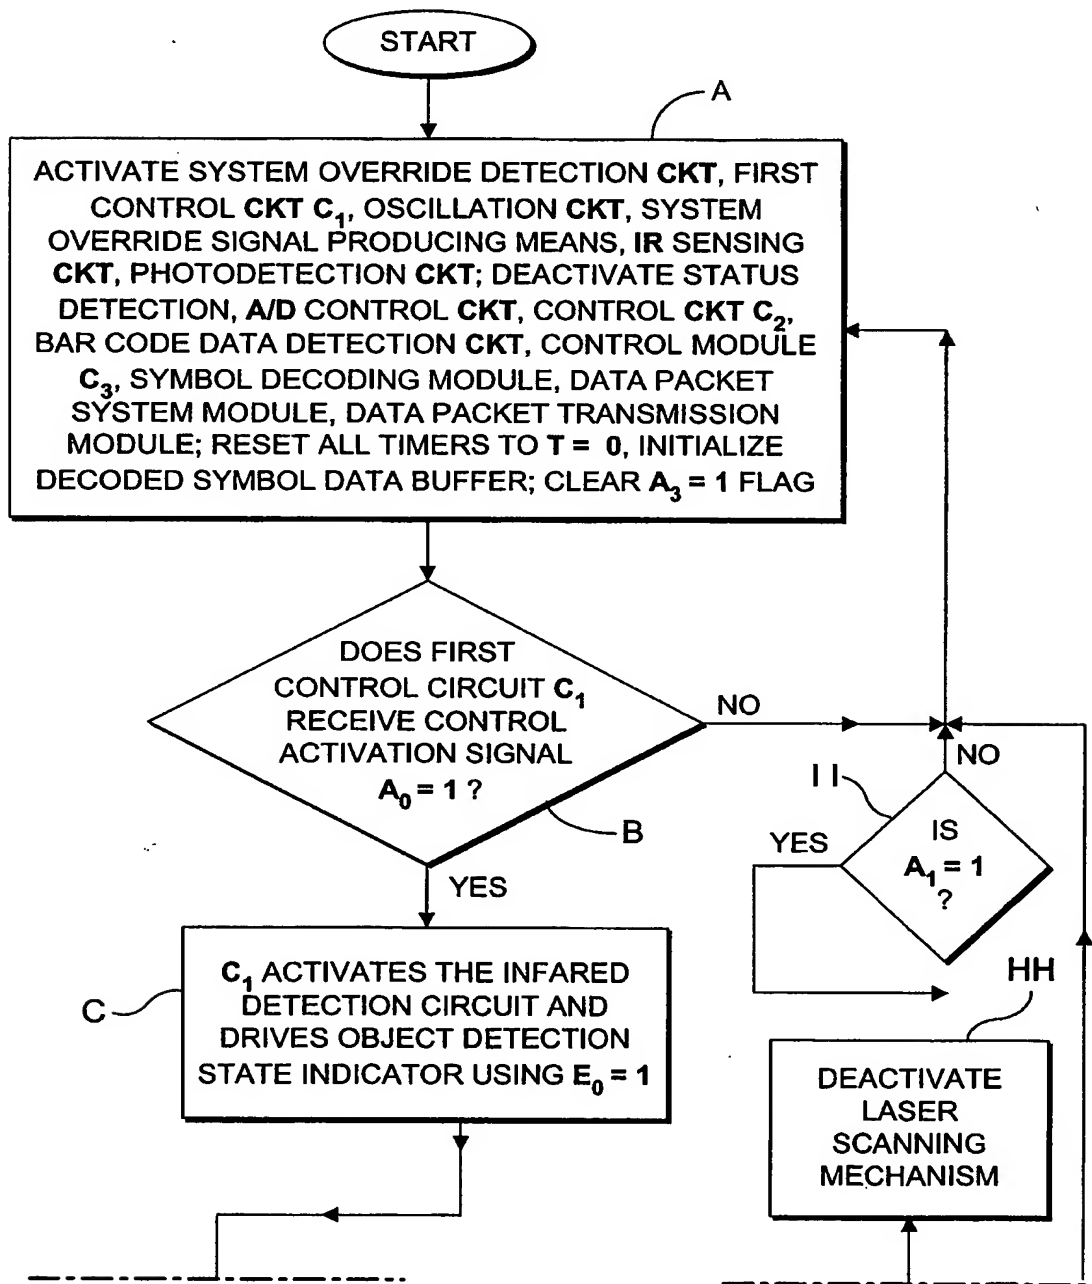 START
A
ACTIVATE SYSTEM OVERRIDE DETECTION CKT, FIRST
CONTROL CKT C₁, OSCILLATION CKT, SYSTEM
OVERRIDE SIGNAL PRODUCING MEANS, IR SENSING
CKT, PHOTODETECTION CKT; DEACTIVATE STATUS
DETECTION, A/D CONTROL CKT, CONTROL CKT C₂,
BAR CODE DATA DETECTION CKT, CONTROL MODULE
C₃, SYMBOL DECODING MODULE, DATA PACKET
SYSTEM MODULE, DATA PACKET TRANSMISSION
MODULE; RESET ALL TIMERS TO T = 0, INITIALIZE
DECODED SYMBOL DATA BUFFER; CLEAR A₃ = 1 FLAG
DOES FIRST
CONTROL CIRCUIT C₁
RECEIVE CONTROL
ACTIVATION SIGNAL
A₀ = 1 ?
NO
B
YES
II
NO
YES
IS
A₁ = 1
?
C
C₁ ACTIVATES THE INFARED
DETECTION CIRCUIT AND
DRIVES OBJECT DETECTION
STATE INDICATOR USING E₀ = 1
HH
DEACTIVATE
LASER
SCANNING
MECHANISM